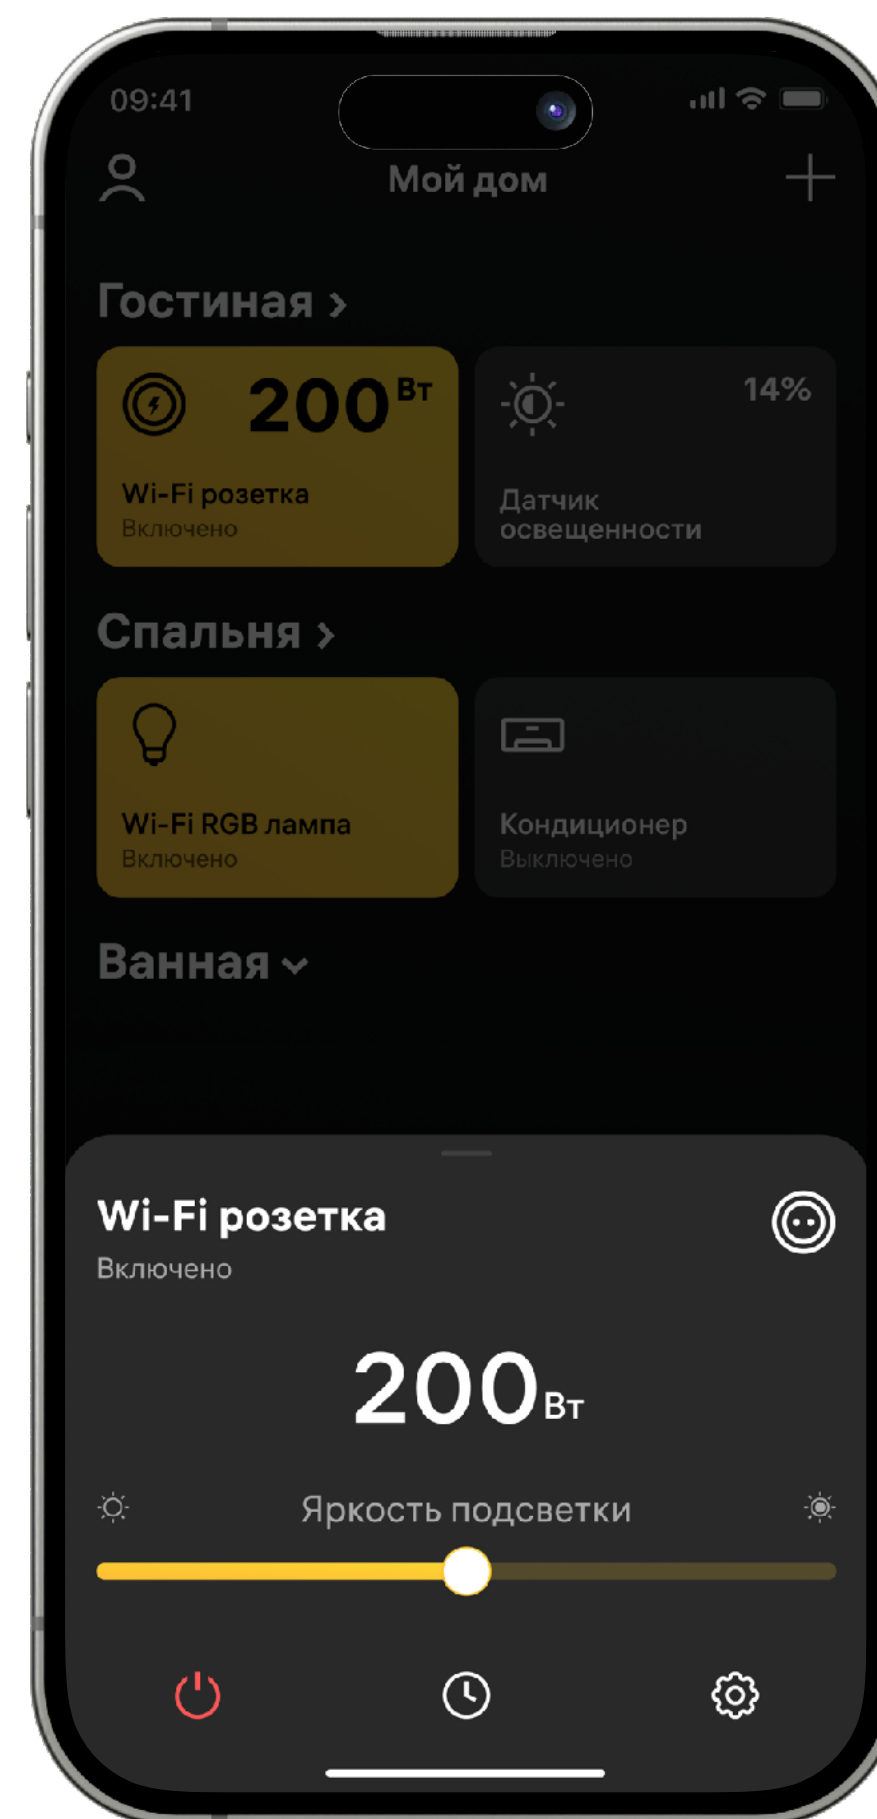 09:41
Мой дом
Гостиная
200 Вт
14%
Wi-Fi розетка
Включено
Датчик
освещенности
Спальня
Wi-Fi RGB лампа
Включено
Кондиционер
Выключено
Ванная
Wi-Fi розетка
Включено
200 Вт
Яркость подсветки